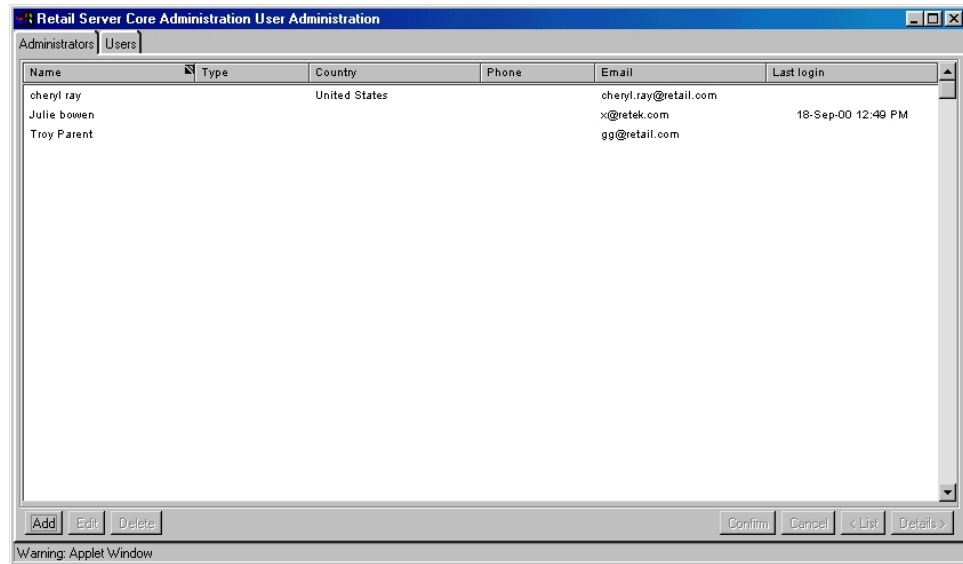 Retail Server Core Administration User Administration
Administrators Users
Name Type Country Phone Email Last login
cheryl ray United States cheryl.ray@retail.com
Julie bowen x@retek.com 18-Sep-00 12:49 PM
Troy Parent gg@retail.com
Add Edit Delete Confirm Cancel < List Details >
Warning: Applet Window